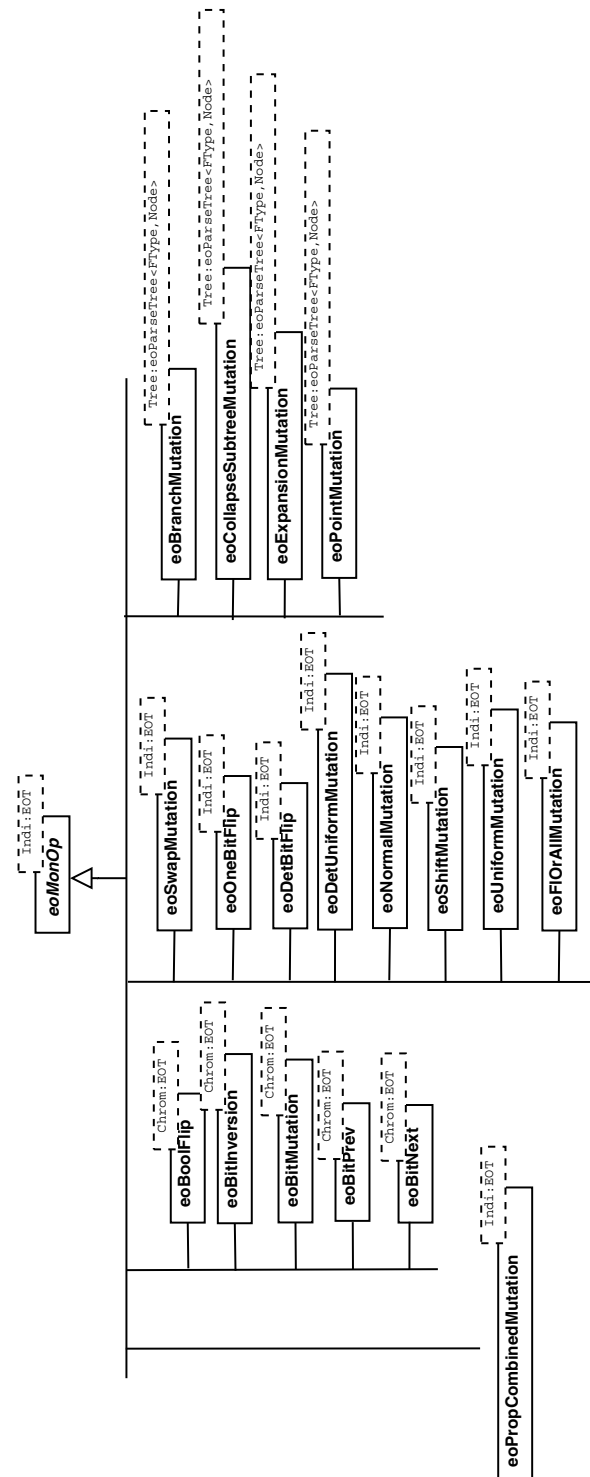 Indi:EOT
eoMonOp
Indi:EOT
eoPropCombinedMutation
Chrom:EOT
eoBoolFlip
Chrom:EOT
eoBitInversion
Chrom:EOT
eoBitMutation
Chrom:EOT
eoBitPrev
Chrom:EOT
eoBitNext
Indi:EOT
eoSwapMutation
Indi:EOT
eoOneBitFlip
Indi:EOT
eoDetBitFlip
Indi:EOT
eoDetUniformMutation
Indi:EOT
eoNormalMutation
Indi:EOT
eoShiftMutation
Indi:EOT
eoUniformMutation
Indi:EOT
eoFlOrAllMutation
Tree:eoParseTree<FType,Node>
eoBranchMutation
Tree:eoParseTree<FType,Node>
eoCollapseSubtreeMutation
Tree:eoParseTree<FType,Node>
eoExpansionMutation
Tree:eoParseTree<FType,Node>
eoPointMutation